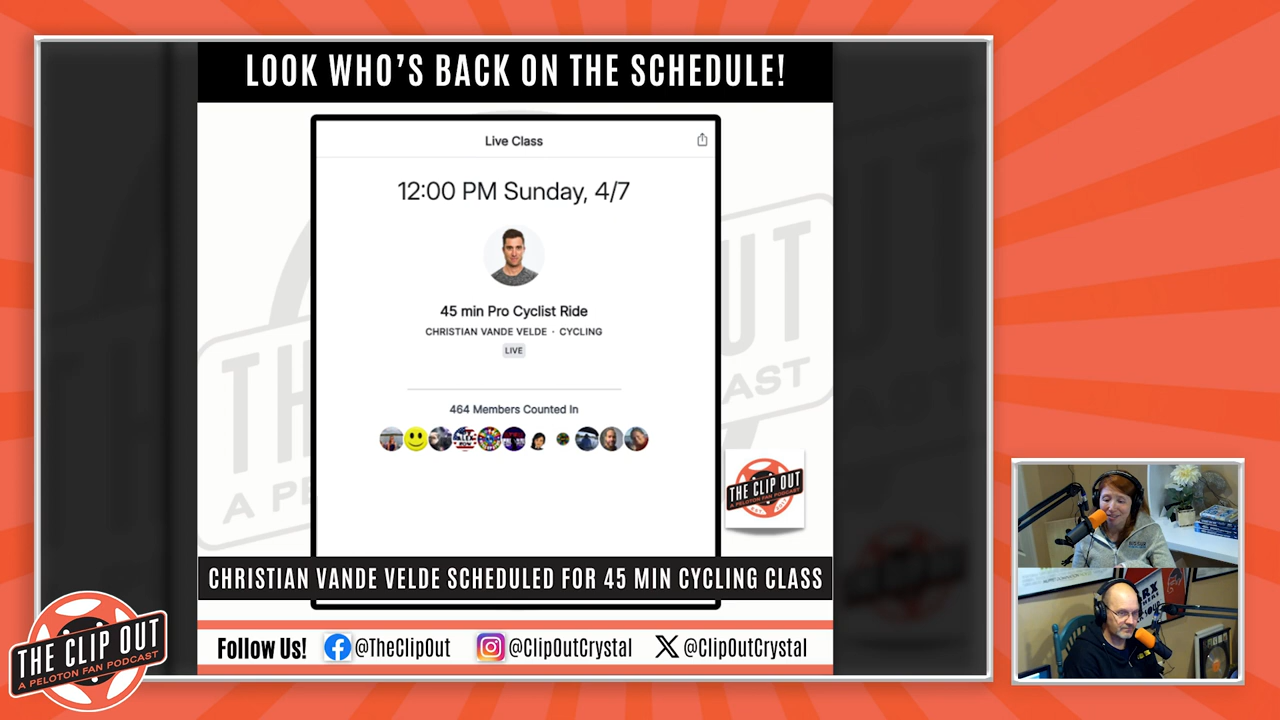 LOOK WHO'S BACK ON THE SCHEDULE!
Live Class
12:00 PM Sunday, 4/7
45 min Pro Cyclist Ride
CHRISTIAN VANDE VELDE · CYCLING
LIVE
464 Members Counted In
THE CLIP OUT
A PELOTON FAN PODCAST
CHRISTIAN VANDE VELDE SCHEDULED FOR 45 MIN CYCLING CLASS
Follow Us! @TheClipOut @ClipOutCrystal @ClipOutCrystal
THE CLIP OUT
A PELOTON FAN PODCAST